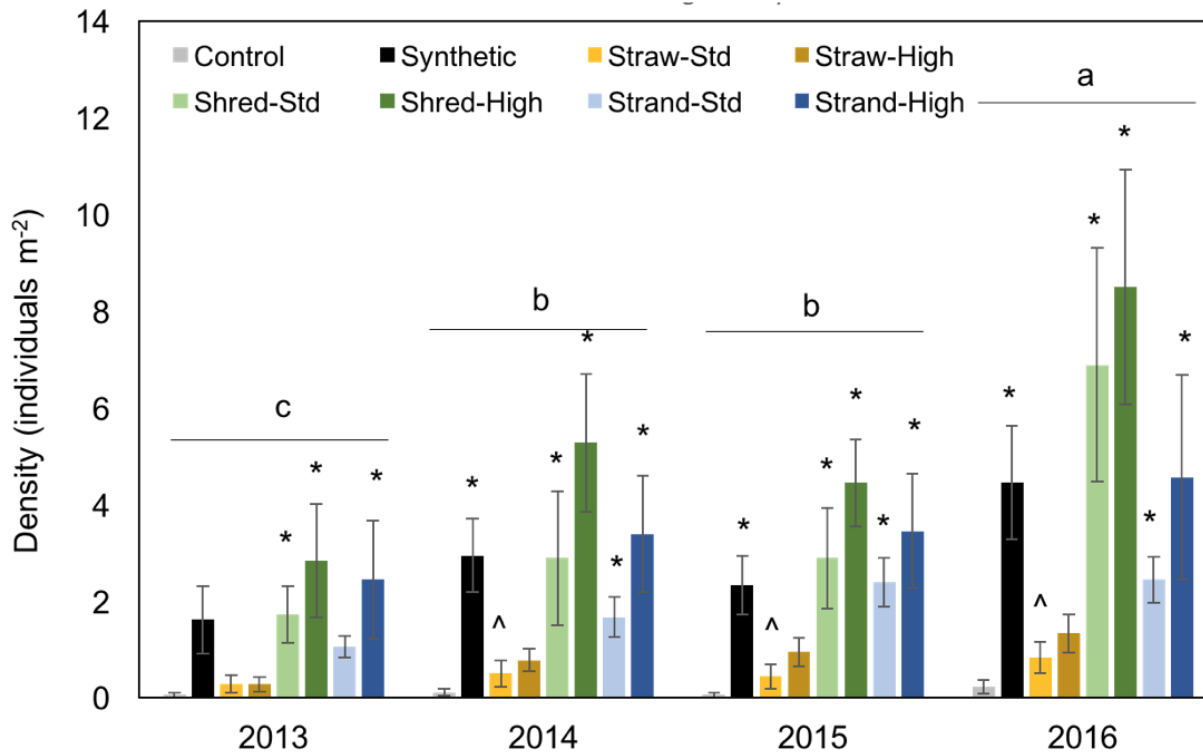 14
Control Synthetic Straw-Std Straw-High
Shred-Std Shred-High Strand-Std Strand-High
12
10
8
6
4
2
0
Density (individuals m⁻²)
c
* * *
b
* ^ * * * *
b
* ^ * * * *
a
* ^ * * * *
2013 2014 2015 2016